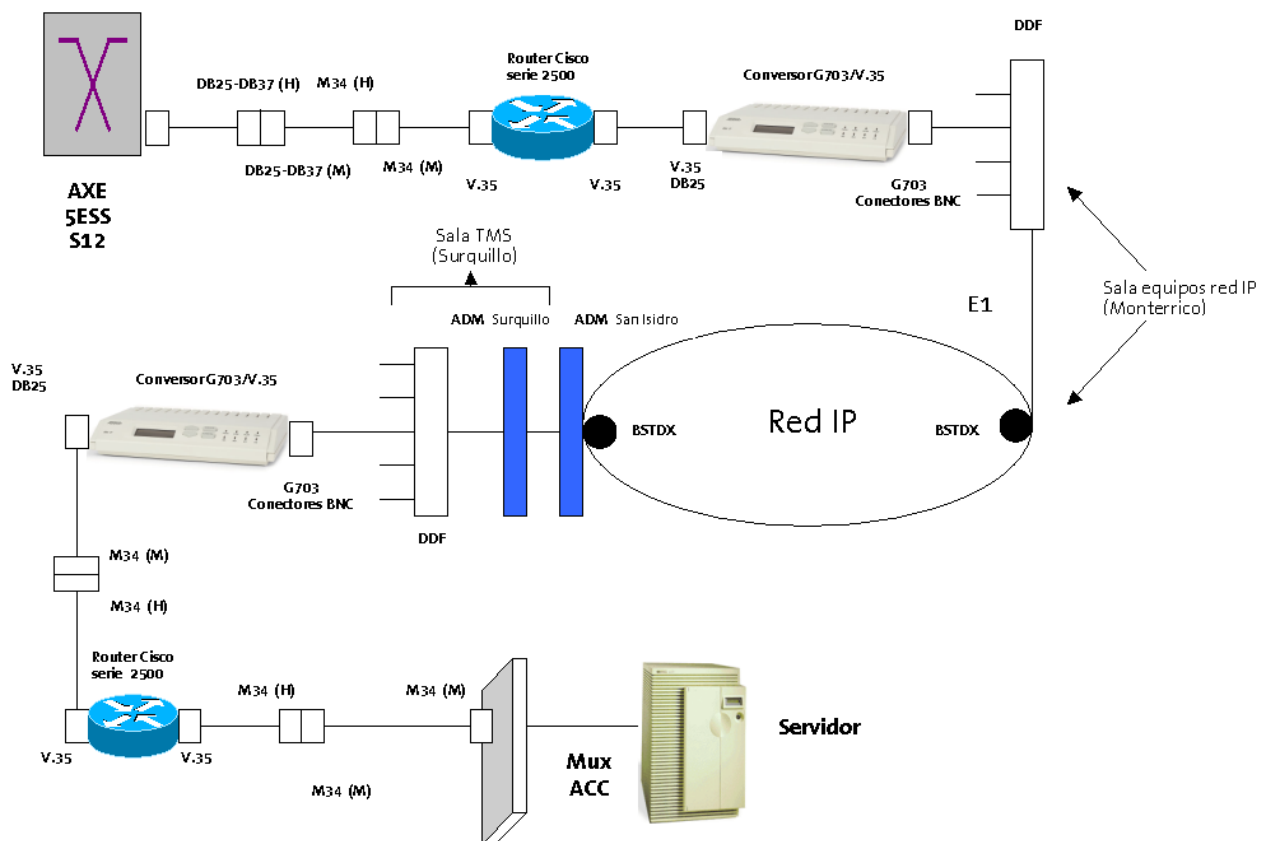 DDF
Router Cisco
serie 2500
Conversor G703/V.35
DB25-DB37 (H)
M34 (H)
DB25-DB37 (M)
M34 (M)
V.35
V.35
V.35
DB25
G703
Conectores BNC
AXE
5ESS
S12
Sala TMS
(Surquillo)
Sala equipos red IP
(Monterrico)
E1
ADM Surquillo
ADM San Isidro
V.35
DB25
Conversor G703/V.35
Red IP
BSTDX
BSTDX
G703
Conectores BNC
DDF
M34 (M)
M34 (H)
Router Cisco
serie 2500
M34 (H)
M34 (M)
V.35
V.35
M34 (M)
Mux
ACC
Servidor